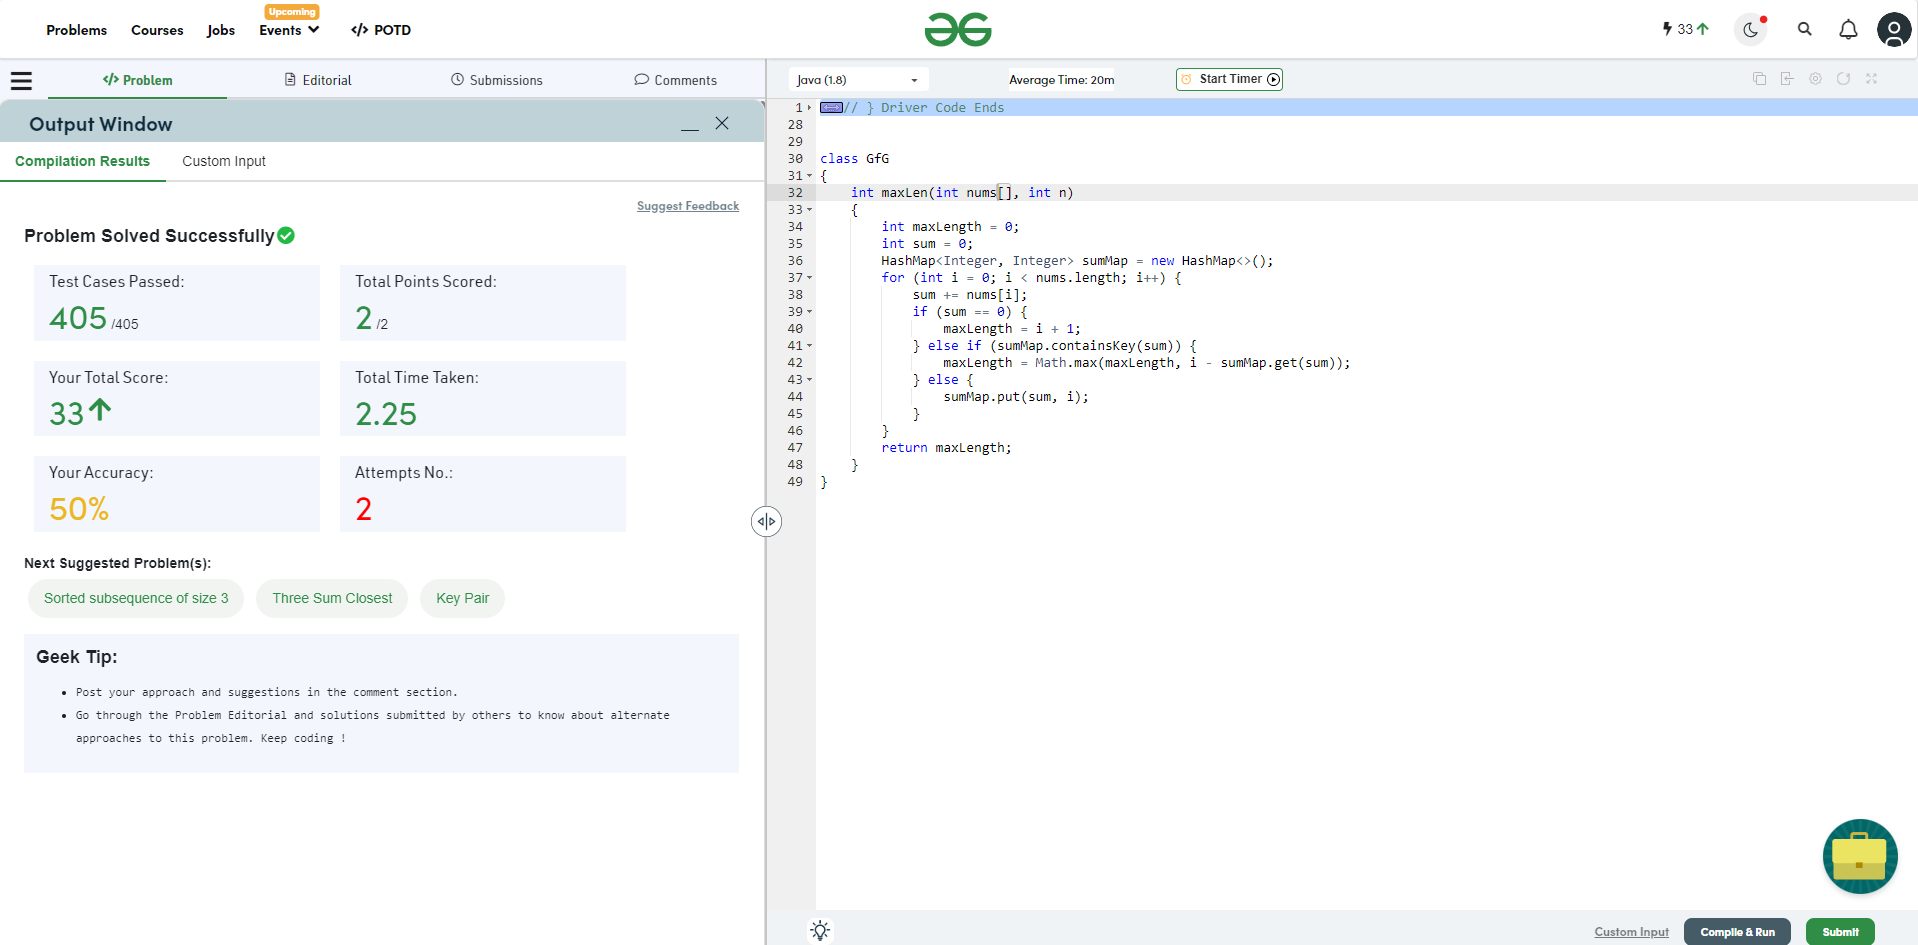 Upcoming
Problems Courses Jobs Events </> POTD
33
</> Problem Editorial Submissions Comments
Java (1.8) Average Time: 20m Start Timer
Output Window
Compilation Results Custom Input
Suggest Feedback
Problem Solved Successfully
Test Cases Passed: Total Points Scored:
405 /405 2 /2
Your Total Score: Total Time Taken:
33 2.25
Your Accuracy: Attempts No.:
50% 2
Next Suggested Problem(s):
Sorted subsequence of size 3 Three Sum Closest Key Pair
Geek Tip:
• Post your approach and suggestions in the comment section.
• Go through the Problem Editorial and solutions submitted by others to know about alternate
approaches to this problem. Keep coding !
1 // } Driver Code Ends
28
29
30 class GfG
31 {
32 int maxLen(int nums[], int n)
33 {
34 int maxLength = 0;
35 int sum = 0;
36 HashMap<Integer, Integer> sumMap = new HashMap<>();
37 for (int i = 0; i < nums.length; i++) {
38 sum += nums[i];
39 if (sum == 0) {
40 maxLength = i + 1;
41 } else if (sumMap.containsKey(sum)) {
42 maxLength = Math.max(maxLength, i - sumMap.get(sum));
43 } else {
44 sumMap.put(sum, i);
45 }
46 }
47 return maxLength;
48 }
49 }
Custom Input Compile & Run Submit